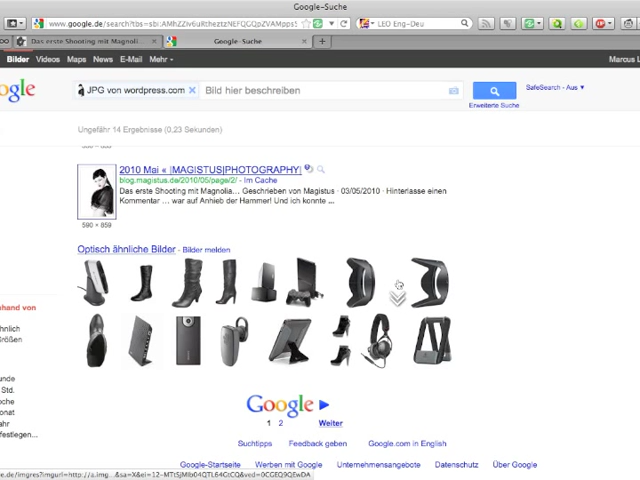 Google-Suche
www.google.de/search?tbs=sbi:
LEO Eng-Deu
Das erste Shooting mit Magnoli...
Google-Suche
Bilder Videos Maps News E-Mail Mehr
Marcus L
ogle
JPG von wordpress.com × Bild hier beschreiben
SafeSearch - Aus ▼
Erweiterte Suche
Ungefähr 14 Ergebnisse (0.23 Sekunden)
2010 Mai « |MAGISTUS|PHOTOGRAPHY|
blog.magistus.de/2010/05/page/2/ - Im Cache
Das erste Shooting mit Magnolia... Geschrieben von Magistus · 03/05/2010 · Hinterlasse einen
Kommentar ... war auf Anhieb der Hammer! Und ich konnte ...
590 × 859
Optisch ähnliche Bilder - Bilder melden
nhand von
hnlich
rößen
unde
Std.
oche
onat
ahr
festlegen...
Google
1 2 Weiter
Suchtipps Feedback geben Google.com in English
Google-Startseite Werben mit Google Unternehmensangebote Datenschutz Über Google